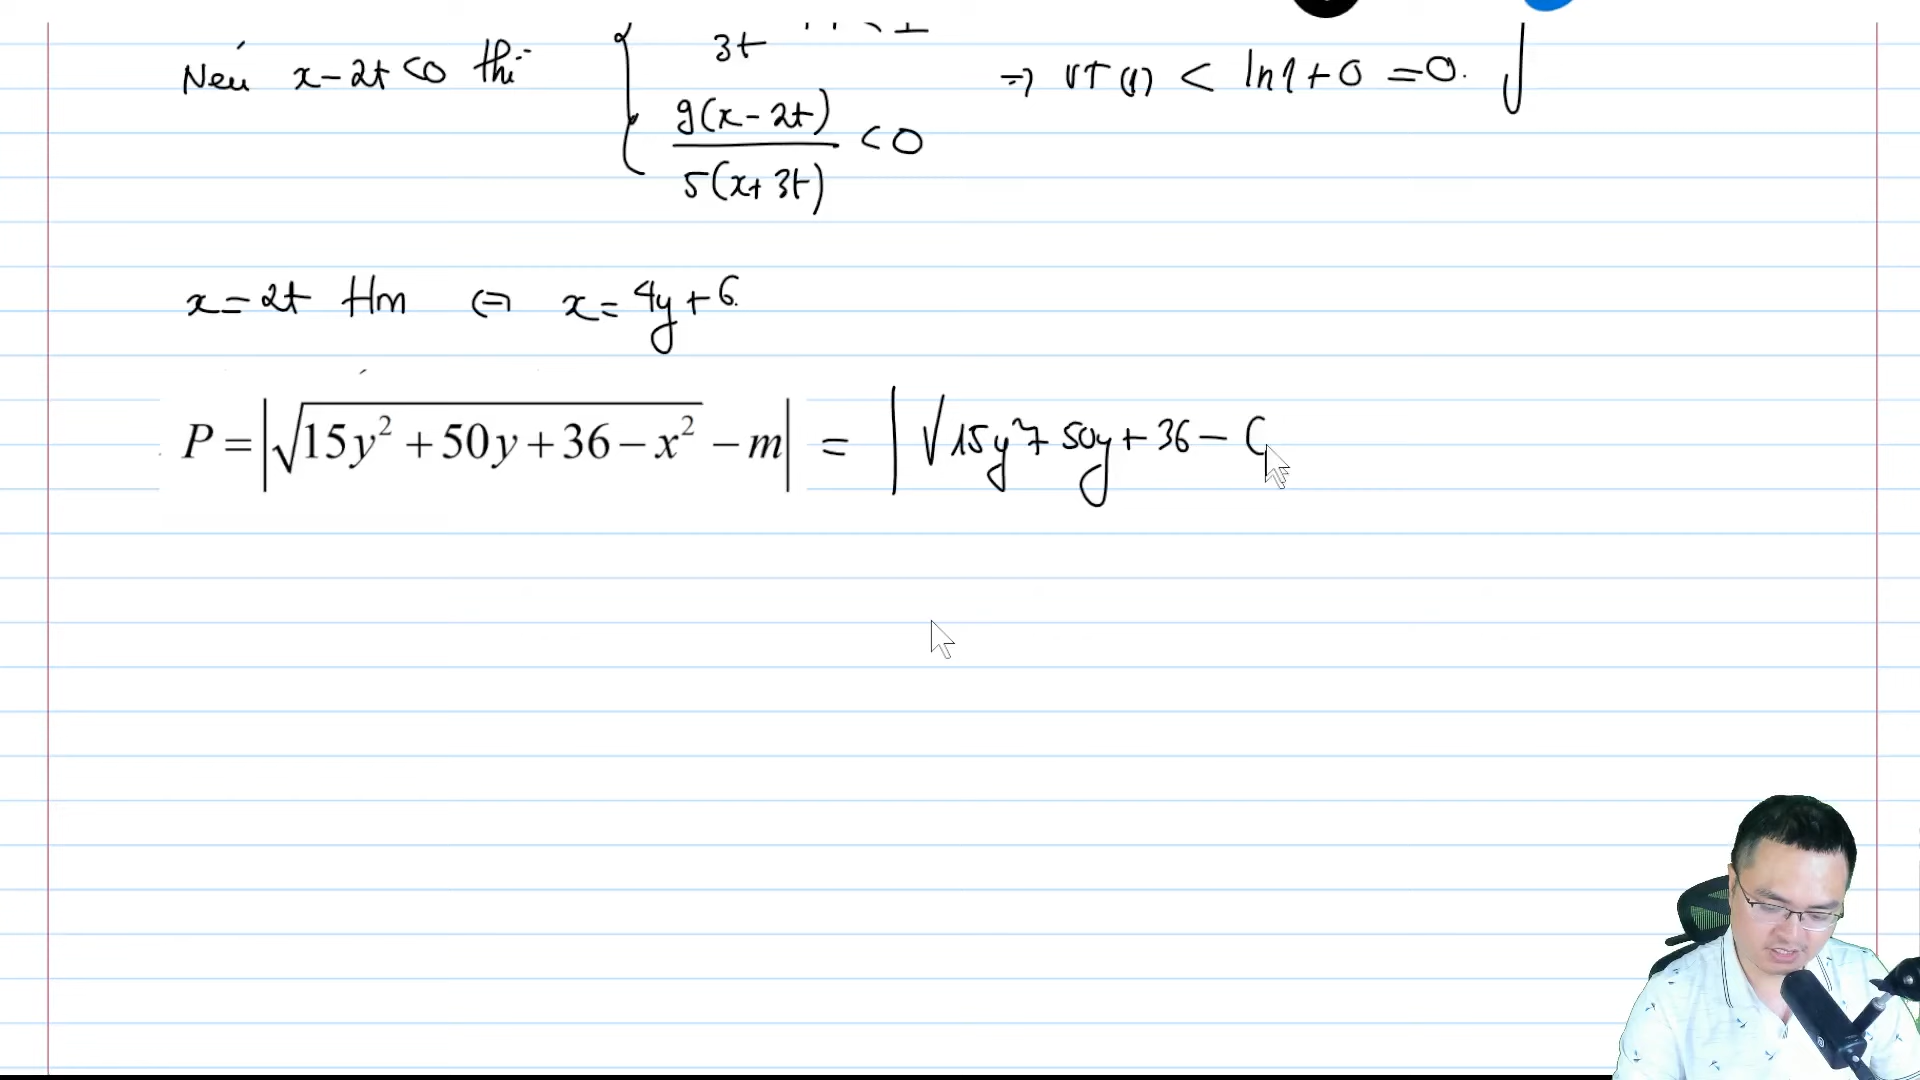 3t
Nếu x-2t<0 thì
⇒ VT(1) < ln1+0 = 0.
9(x-2t)
5(x+3t)
<0
x=2t t/m ⇔ x=4y+6.
P = |√(15y² + 50y + 36 − x²) − m| = |√15y²+50y+36−(